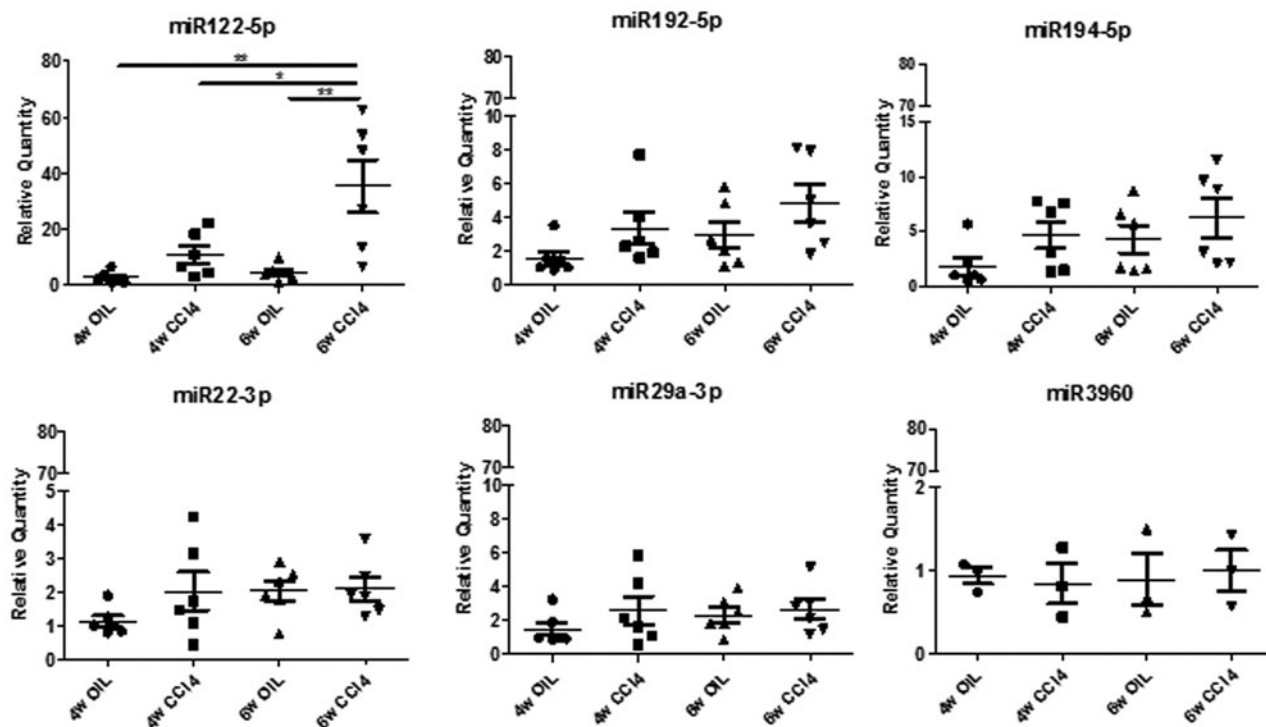 miR122-5p
Relative Quantity
80
60
40
20
0
**
*
**
4w OIL
4w CCl4
6w OIL
6w CCl4
miR192-5p
Relative Quantity
80
70
10
8
6
4
2
0
4w OIL
4w CCl4
6w OIL
6w CCl4
miR194-5p
Relative Quantity
80
70
15
10
5
0
4w OIL
4w CCl4
6w OIL
6w CCl4
miR22-3p
Relative Quantity
80
70
5
4
3
2
1
0
4w OIL
4w CCl4
6w OIL
6w CCl4
miR29a-3p
Relative Quantity
80
70
10
8
6
4
2
0
4w OIL
4w CCl4
6w OIL
6w CCl4
miR3960
Relative Quantity
80
70
2
1
0
4w OIL
4w CCl4
6w OIL
6w CCl4